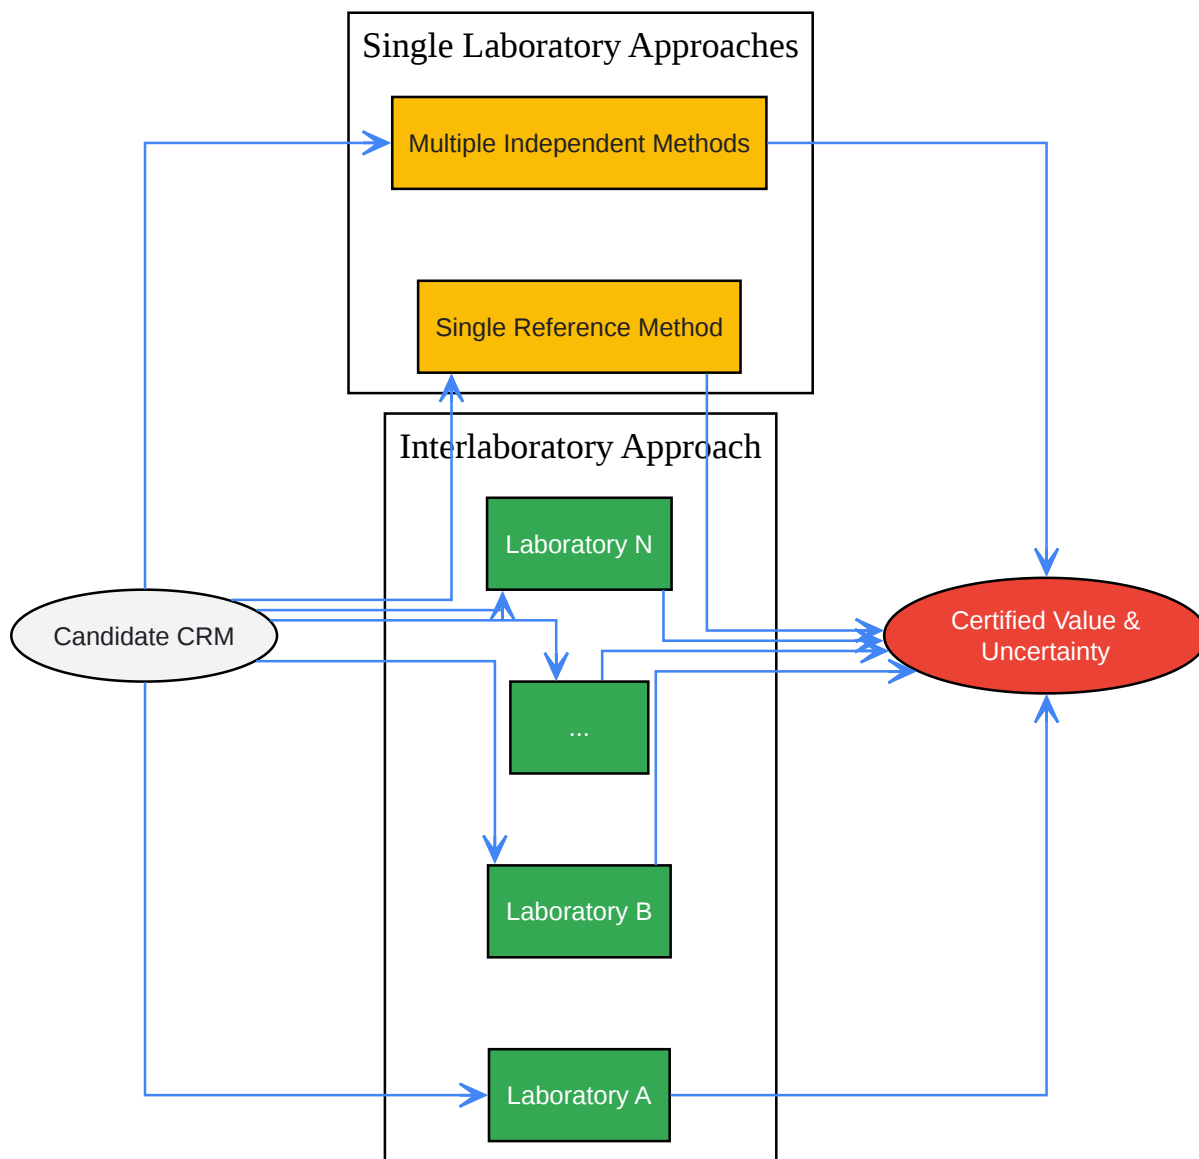 Single Laboratory Approaches
Multiple Independent Methods
Single Reference Method
Interlaboratory Approach
Laboratory N
Candidate CRM
Certified Value &
Uncertainty
...
Laboratory B
Laboratory A